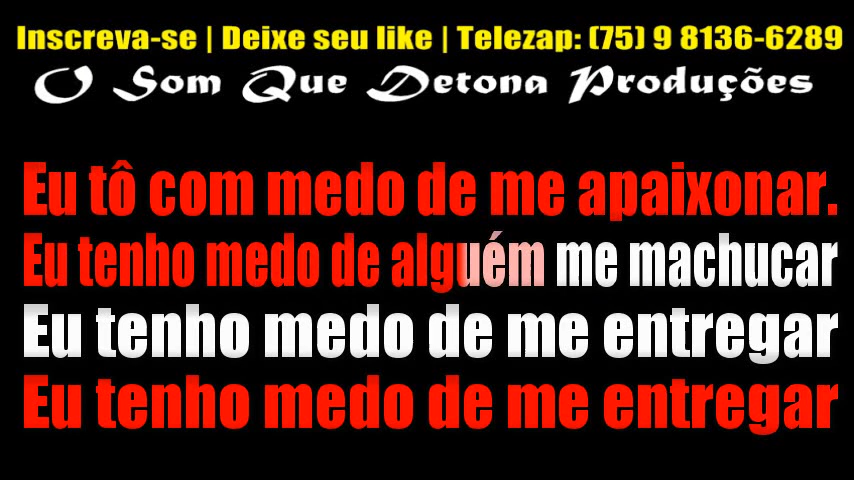 Inscreva-se | Deixe seu like | Telezap: (75) 9 8136-6289
O Som Que Detona Produções
Eu tô com medo de me apaixonar.
Eu tenho medo de alguém me machucar
Eu tenho medo de me entregar
Eu tenho medo de me entregar